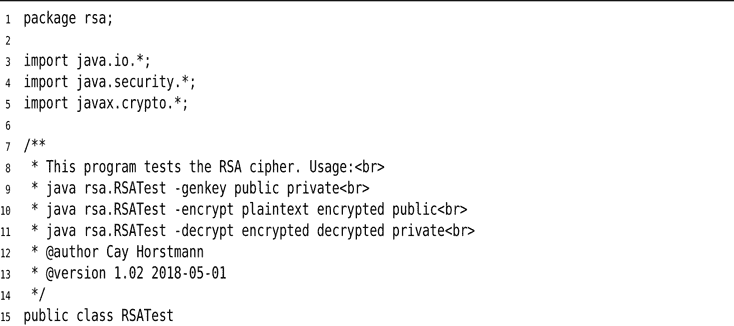 1 package rsa;
2
3 import java.io.*;
4 import java.security.*;
5 import javax.crypto.*;
6
7 /**
8  * This program tests the RSA cipher. Usage:<br>
9  * java rsa.RSATest -genkey public private<br>
10  * java rsa.RSATest -encrypt plaintext encrypted public<br>
11  * java rsa.RSATest -decrypt encrypted decrypted private<br>
12  * @author Cay Horstmann
13  * @version 1.02 2018-05-01
14  */
15 public class RSATest